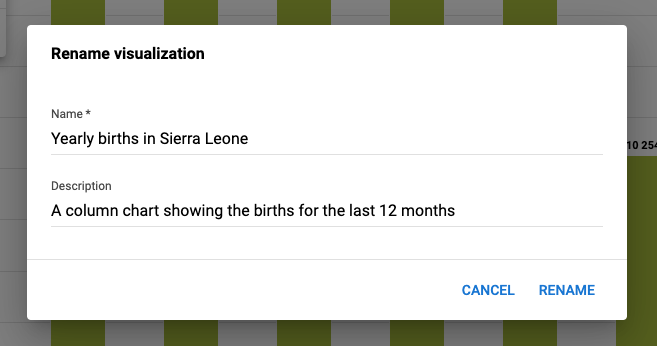 Rename visualization
Name *
10 254
Yearly births in Sierra Leone
Description
A column chart showing the births for the last 12 months
CANCEL RENAME